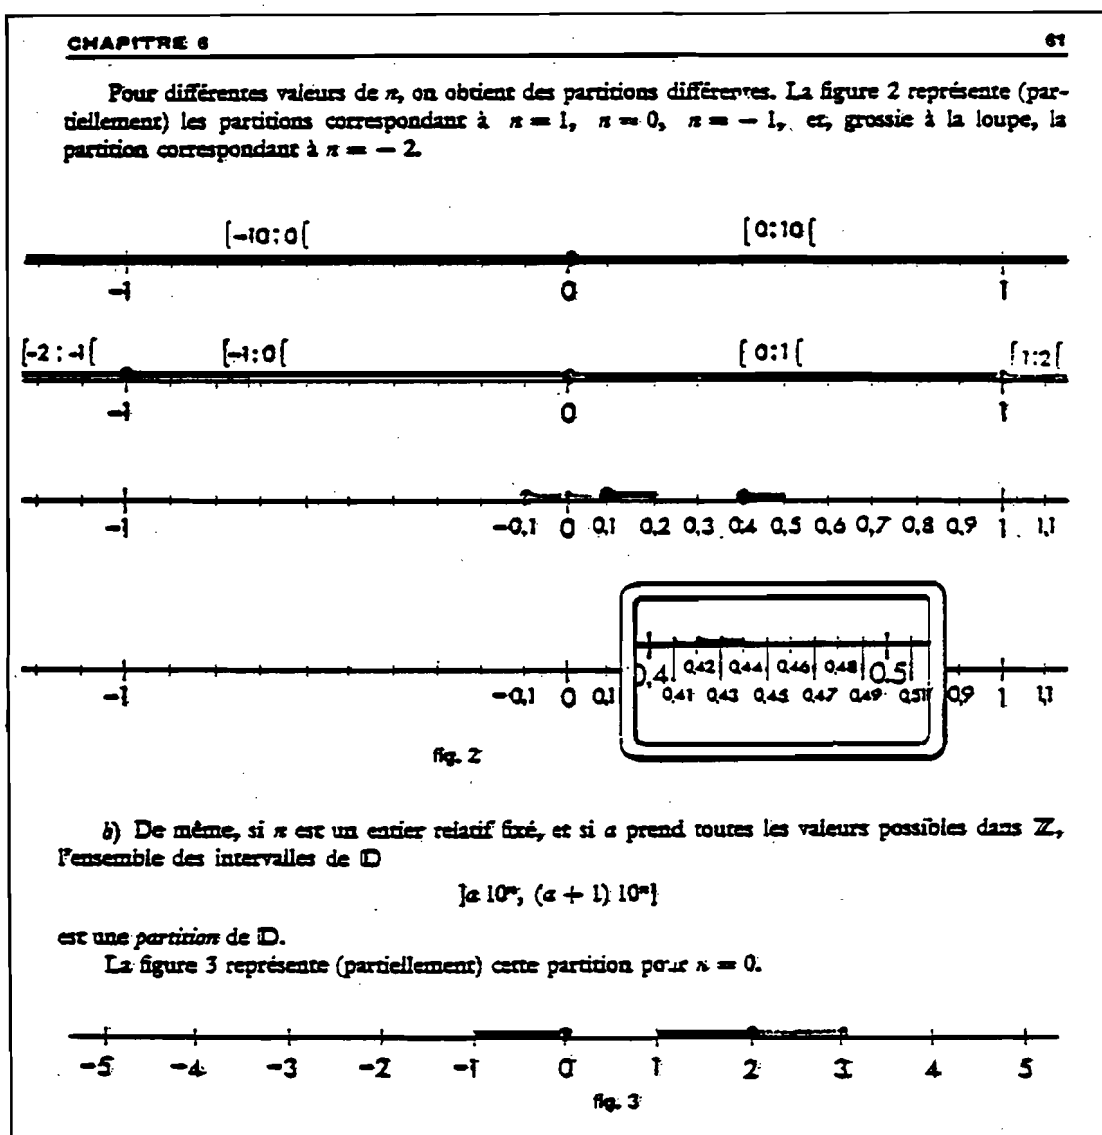 CHAPITRE 6 61
Pour différentes valeurs de n, on obtient des partitions différentes. La figure 2 représente (par-
tiellement) les partitions correspondant à n = 1, n = 0, n = — 1, et, grossie à la loupe, la
partition correspondant à n = — 2.
[-10;0[ [0;10[
-1 0 1
[-2;-1[ [-1;0[ [0;1[ [1;2[
-1 0 1
-1 -0,1 0 0,1 0,2 0,3 0,4 0,5 0,6 0,7 0,8 0,9 1 1,1
0,4 0,42 0,44 0,46 0,48 0,5
0,41 0,43 0,45 0,47 0,49 0,51
-1 -0,1 0 0,1 0,9 1 1,1
fig. 2
b) De même, si n est un entier relatif fixé, et si a prend toutes les valeurs possibles dans ℤ,
l'ensemble des intervalles de 𝔻
]a 10ⁿ, (a + 1) 10ⁿ]
est une partition de 𝔻.
La figure 3 représente (partiellement) cette partition pour n = 0.
-5 -4 -3 -2 -1 0 1 2 3 4 5
fig. 3